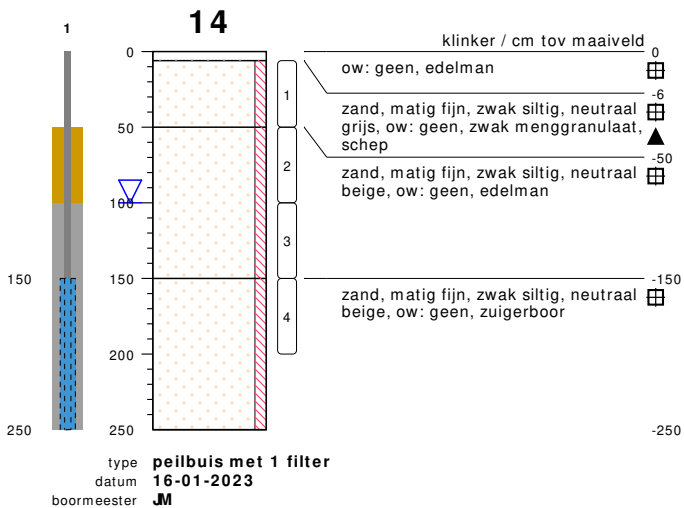 14
1
klinker / cm tov maaiveld
0
0
ow: geen, edelman
-6
1
zand, matig fijn, zwak siltig, neutraal
grijs, ow: geen, zwak menggranulaat,
schep
50
-50
2
zand, matig fijn, zwak siltig, neutraal
beige, ow: geen, edelman
100
3
150
150
-150
4
zand, matig fijn, zwak siltig, neutraal
beige, ow: geen, zuigerboor
200
250
250
-250
type peilbuis met 1 filter
datum 16-01-2023
boormeester JM